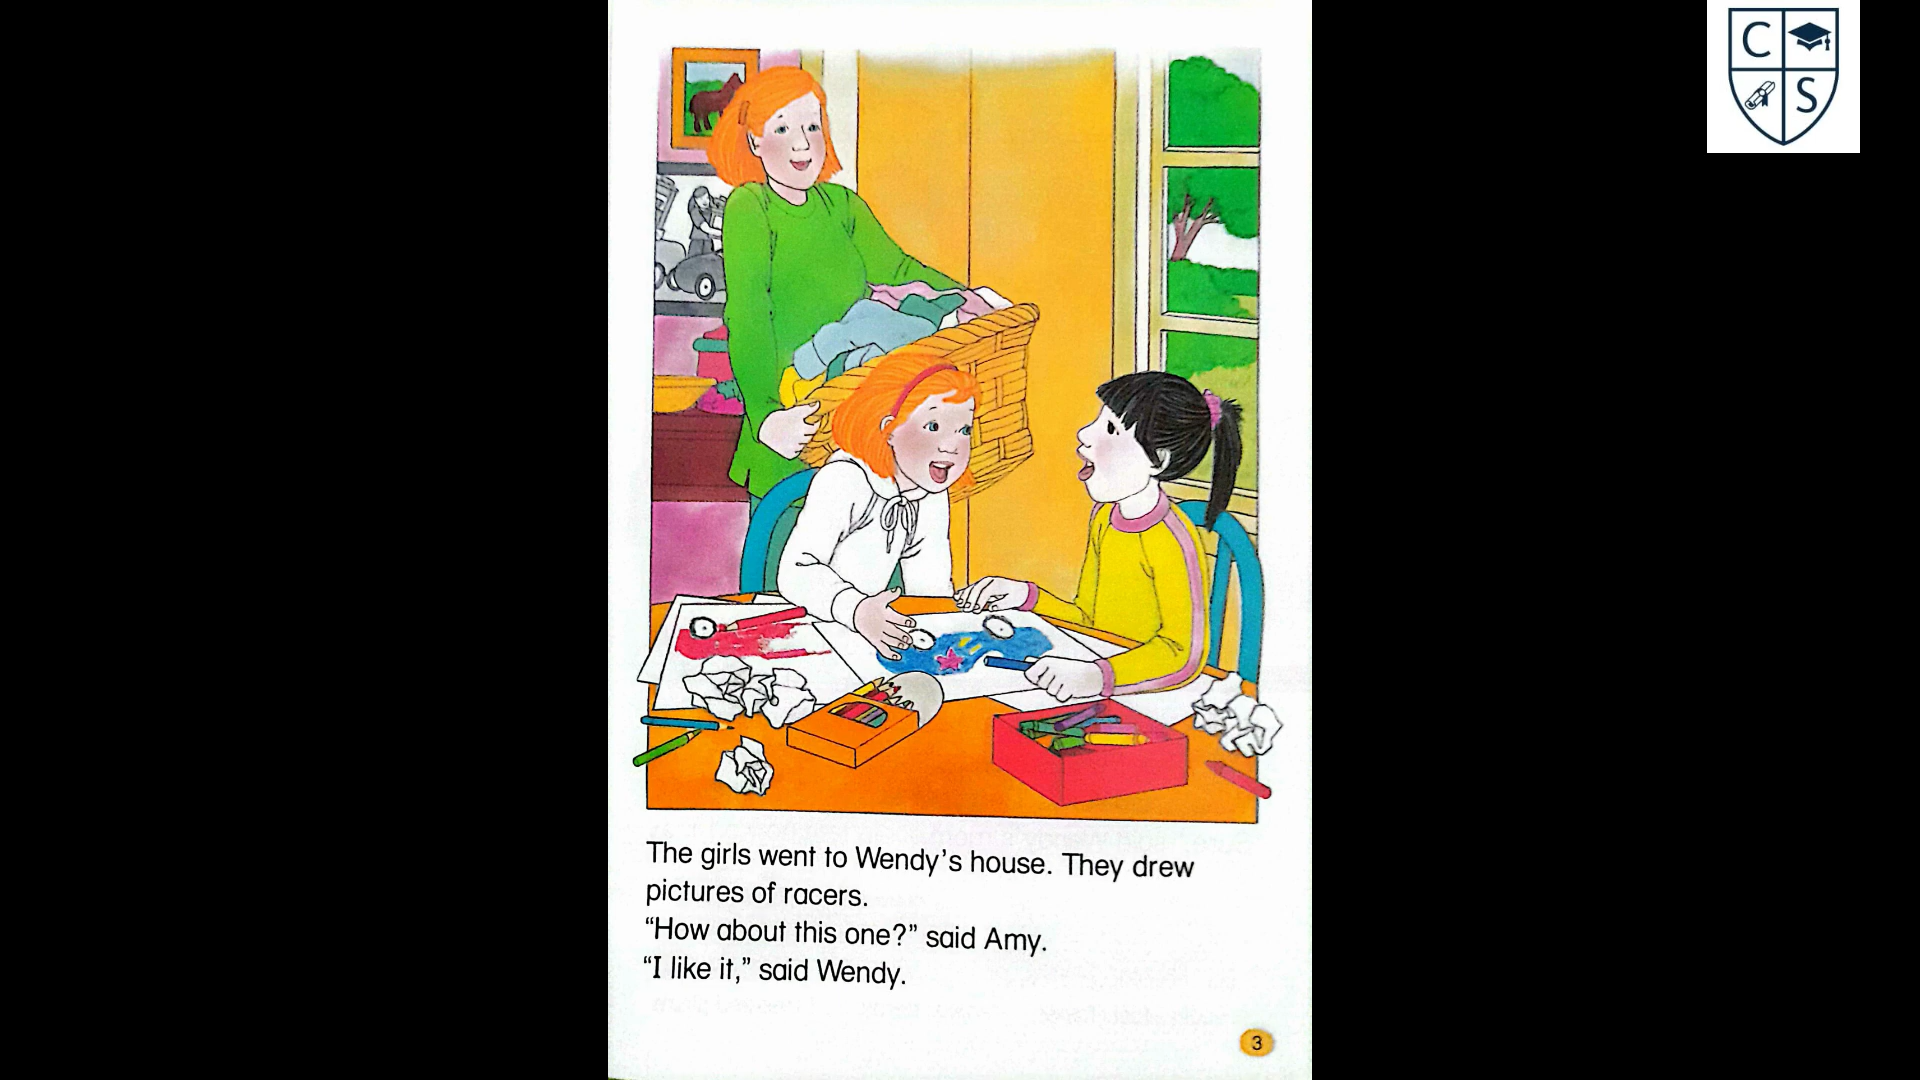 C
S
The girls went to Wendy's house. They drew
pictures of racers.
“How about this one?” said Amy.
“I like it,” said Wendy.
3